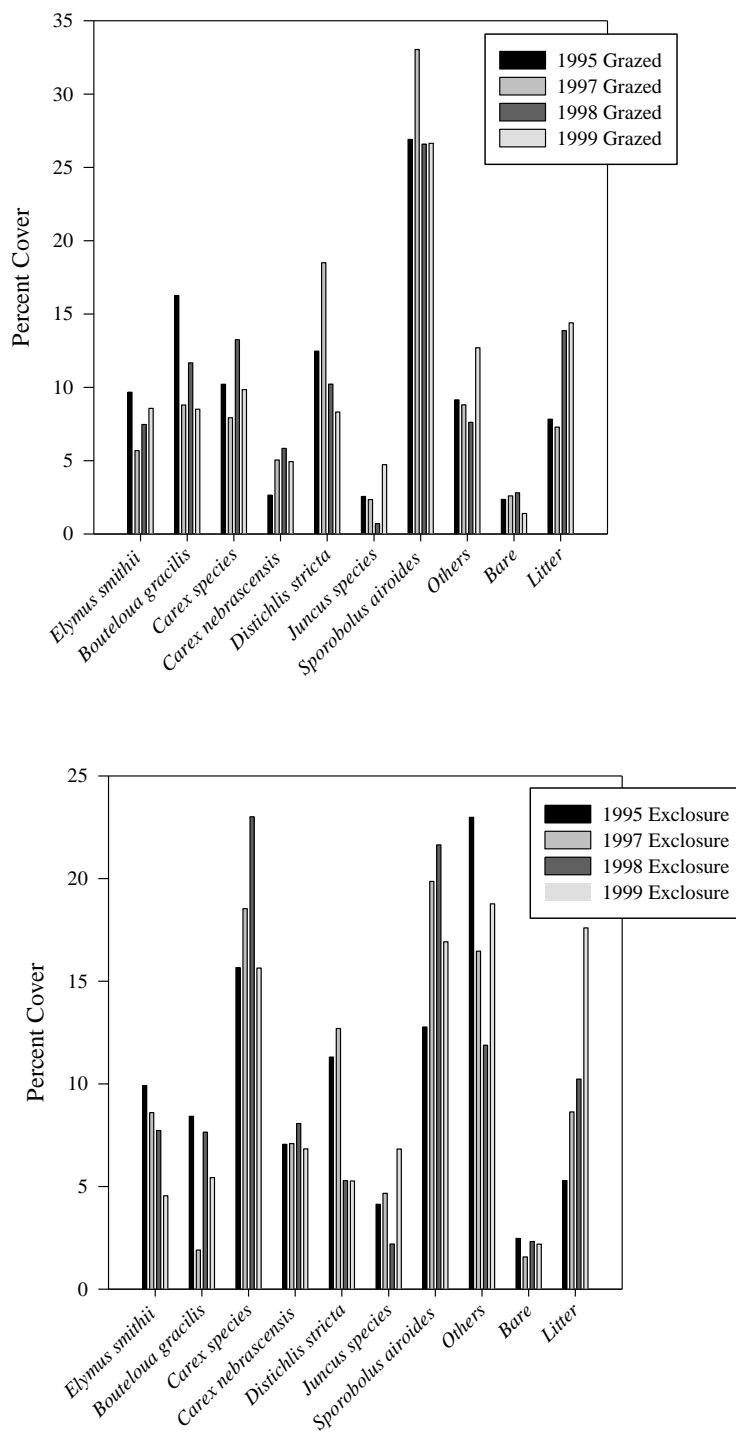 35
30
25
20
15
10
5
0
Percent Cover
1995 Grazed
1997 Grazed
1998 Grazed
1999 Grazed
Elymus smithii
Bouteloua gracilis
Carex species
Carex nebrascensis
Distichlis stricta
Juncus species
Sporobolus airoides
Others
Bare
Litter
25
20
15
10
5
0
Percent Cover
1995 Exclosure
1997 Exclosure
1998 Exclosure
1999 Exclosure
Elymus smithii
Bouteloua gracilis
Carex species
Carex nebrascensis
Distichlis stricta
Juncus species
Sporobolus airoides
Others
Bare
Litter